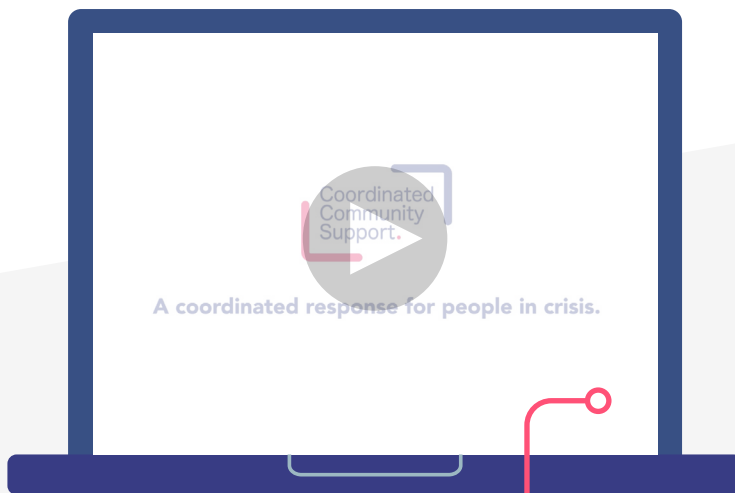 Coordinated
Community
Support.
A coordinated response for people in crisis.